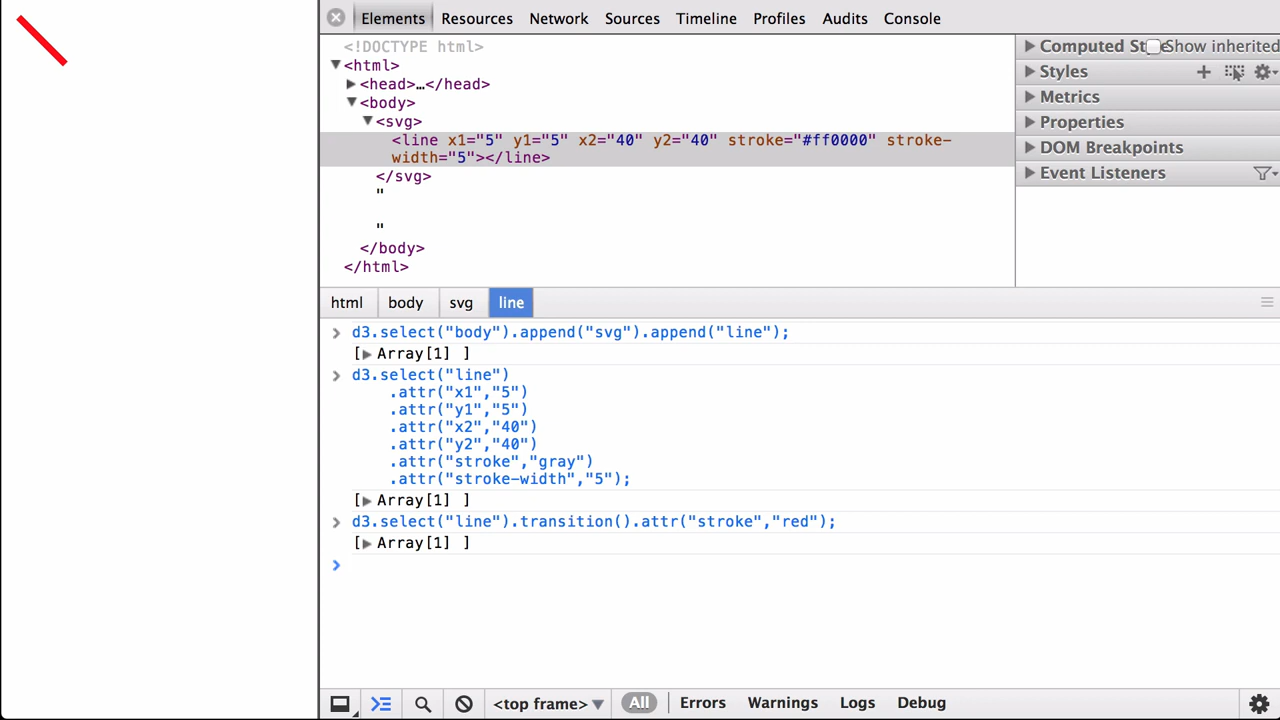 Elements Resources Network Sources Timeline Profiles Audits Console
<!DOCTYPE html>
<html>
<head>…</head>
<body>
<svg>
<line x1="5" y1="5" x2="40" y2="40" stroke="#ff0000" stroke-
width="5"></line>
</svg>
"
"
</body>
</html>
Computed Style Show inherited
Styles
Metrics
Properties
DOM Breakpoints
Event Listeners
html body svg line
> d3.select("body").append("svg").append("line");
[▶ Array[1] ]
> d3.select("line")
.attr("x1","5")
.attr("y1","5")
.attr("x2","40")
.attr("y2","40")
.attr("stroke","gray")
.attr("stroke-width","5");
[▶ Array[1] ]
> d3.select("line").transition().attr("stroke","red");
[▶ Array[1] ]
>
<top frame> All Errors Warnings Logs Debug